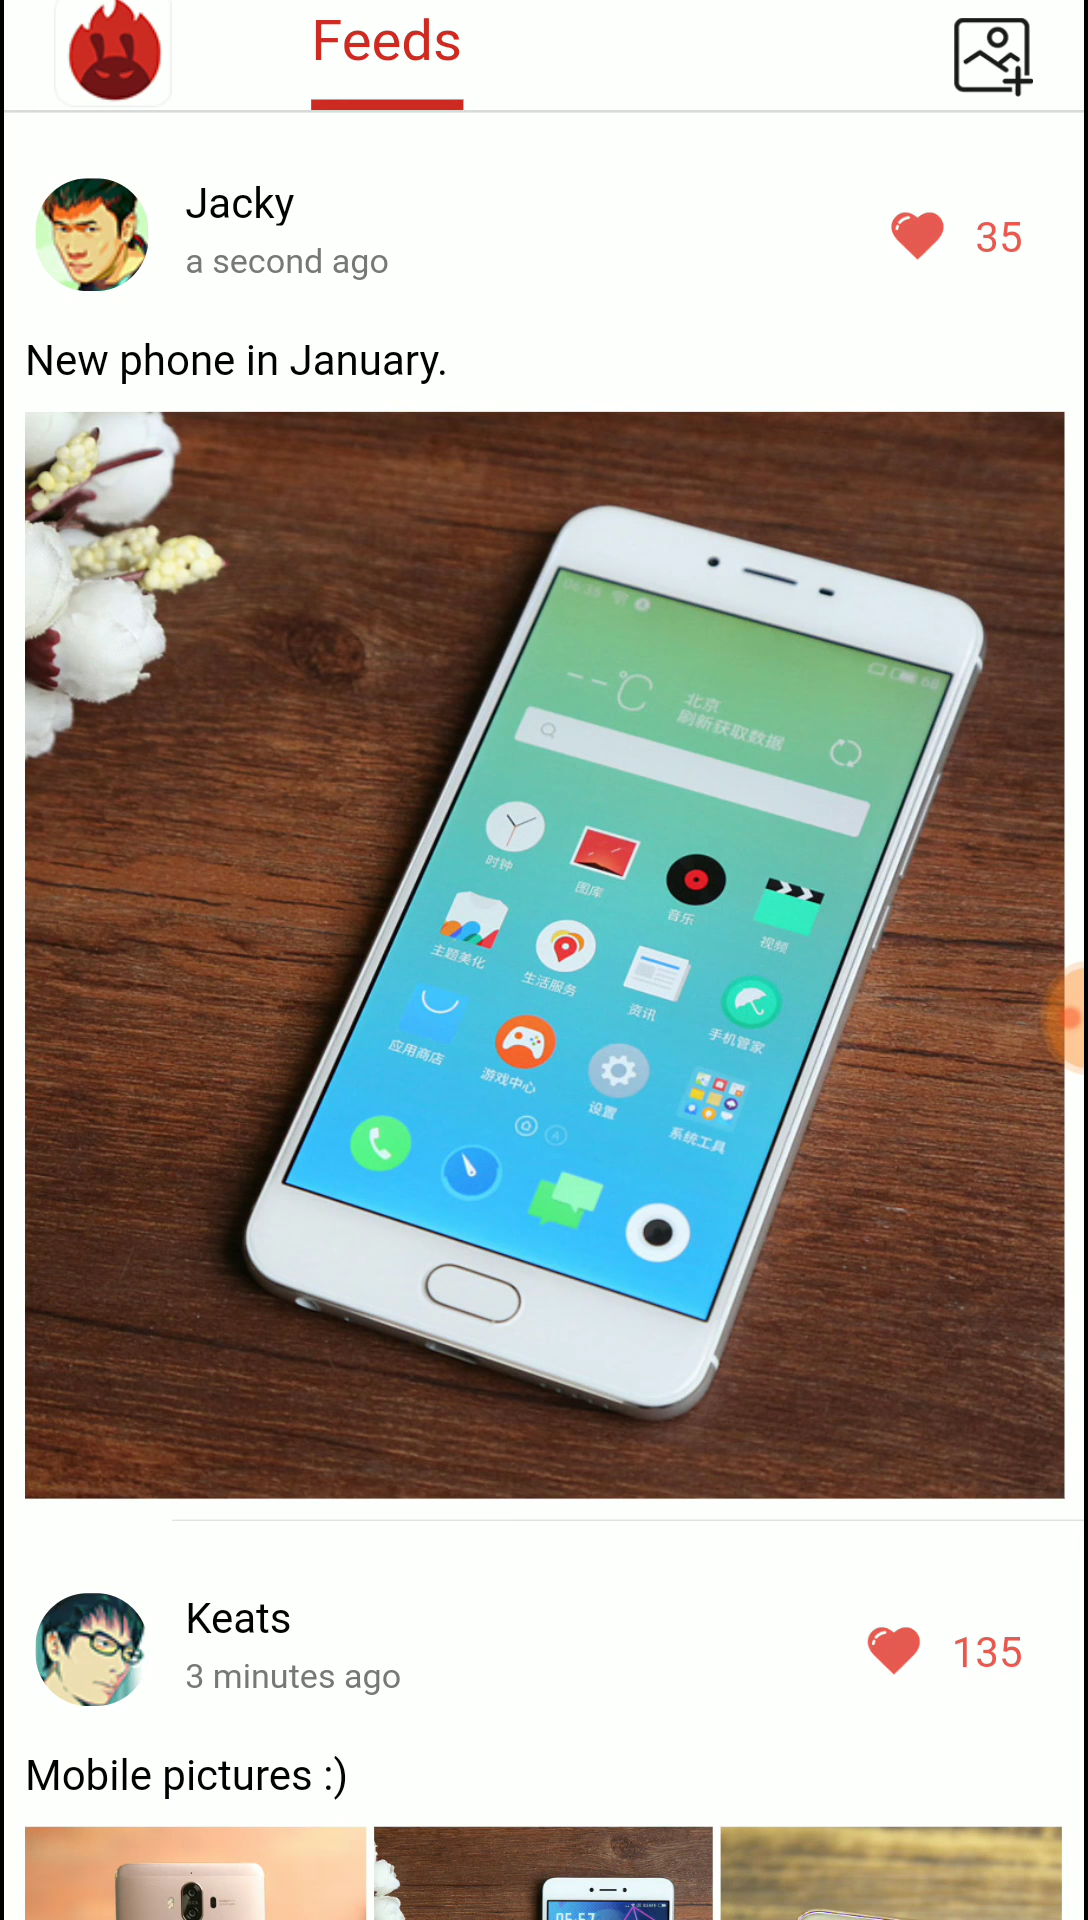 Feeds
Jacky
35
a second ago
New phone in January.
06:35
68
--℃
北京
刷新获取数据
时钟
图库
音乐
视频
主题美化
生活服务
资讯
手机管家
应用商店
游戏中心
设置
系统工具
A
Keats
135
3 minutes ago
Mobile pictures :)